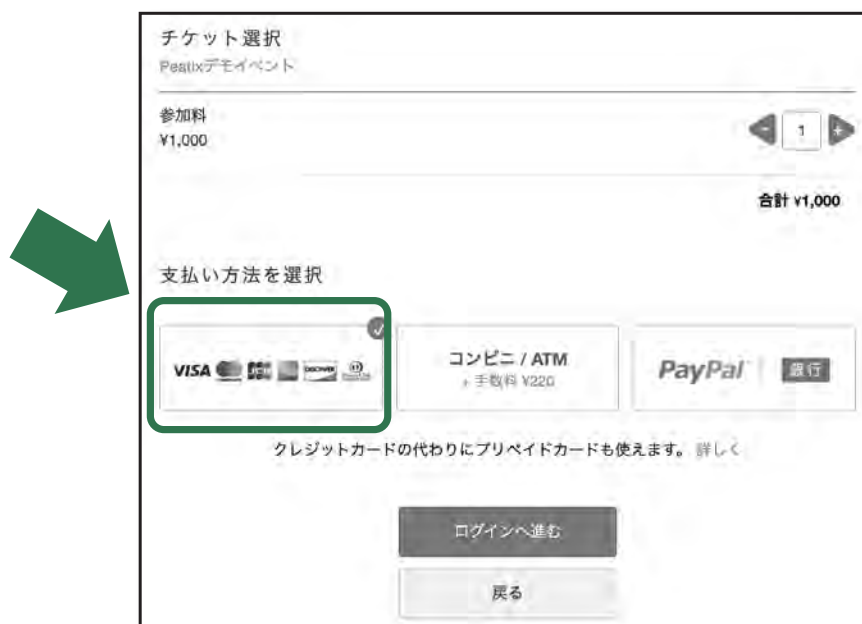 チケット選択
Peatixデモイベント
参加料
¥1,000
- 1 +
合計 ¥1,000
支払い方法を選択
VISA JCB DISCOVER
コンビニ / ATM
+ 手数料 ¥220
PayPal 銀行
クレジットカードの代わりにプリペイドカードも使えます。 詳しく
ログインへ進む
戻る